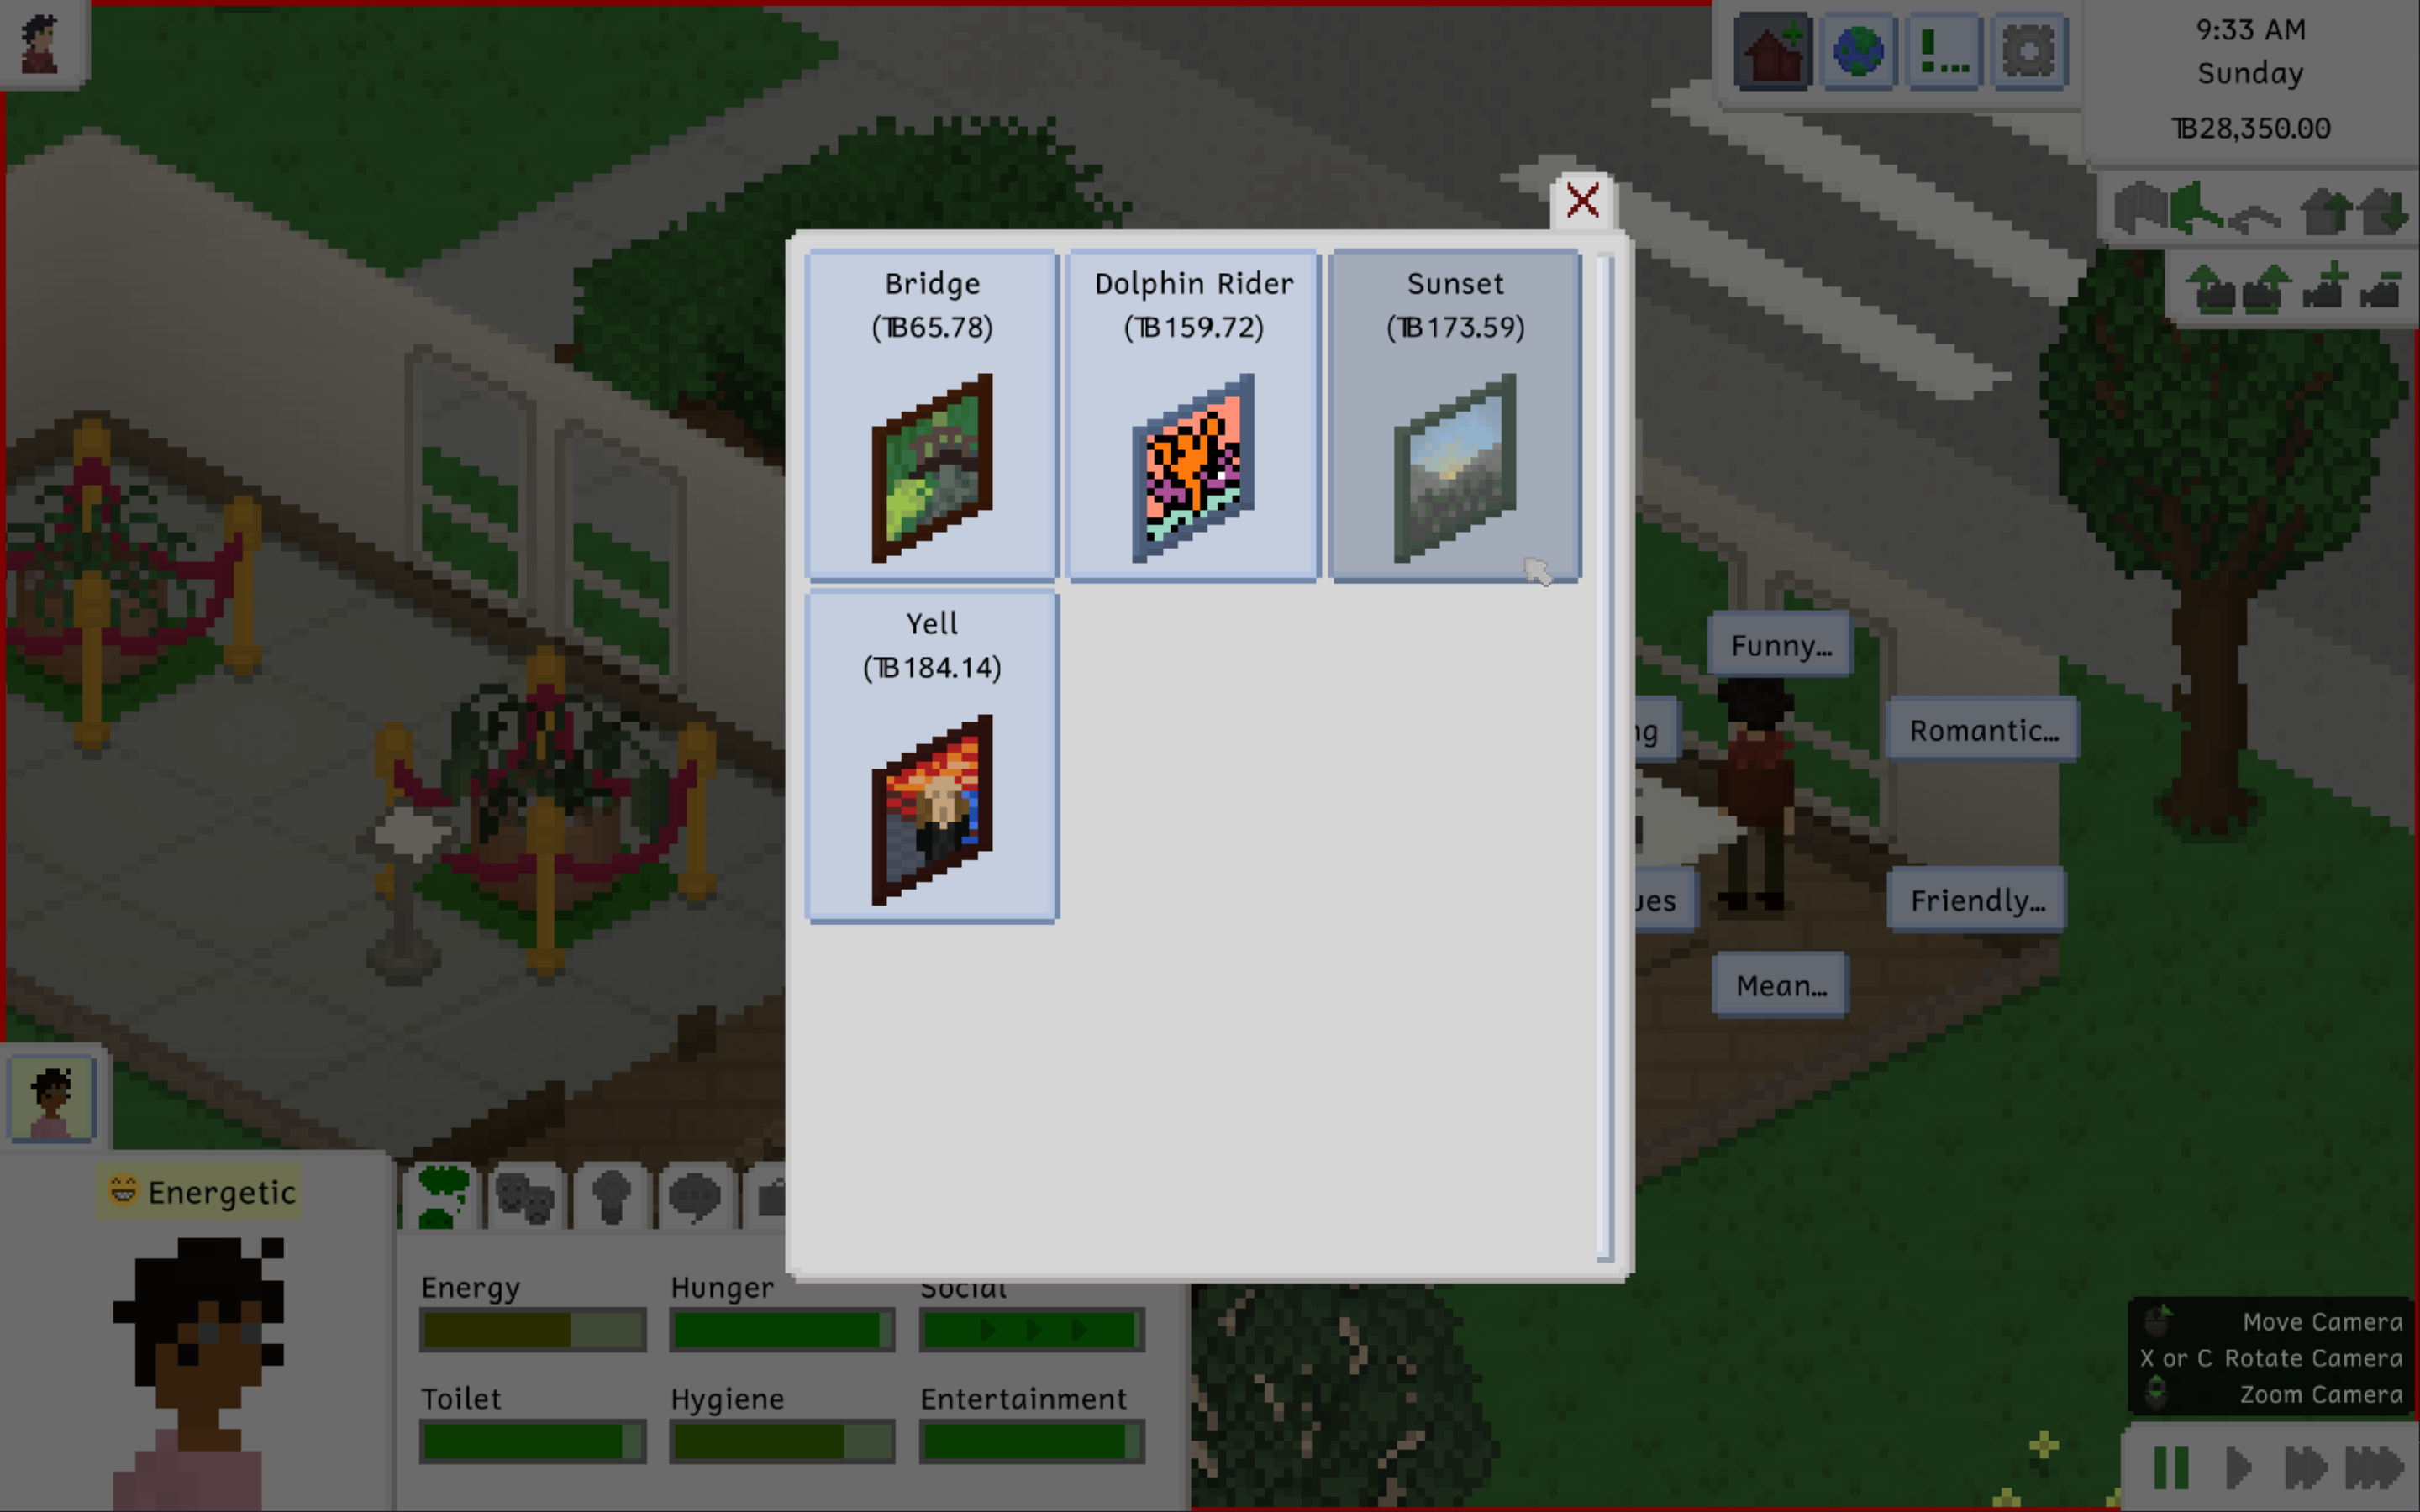 9:33 AM
Sunday
₶28,350.00
Bridge
(₶65.78)
Dolphin Rider
(₶159.72)
Sunset
(₶173.59)
Yell
(₶184.14)
Funny...
Romantic...
Friendly...
Mean...
Energetic
Energy
Hunger
Social
Toilet
Hygiene
Entertainment
Move Camera
X or C Rotate Camera
Zoom Camera